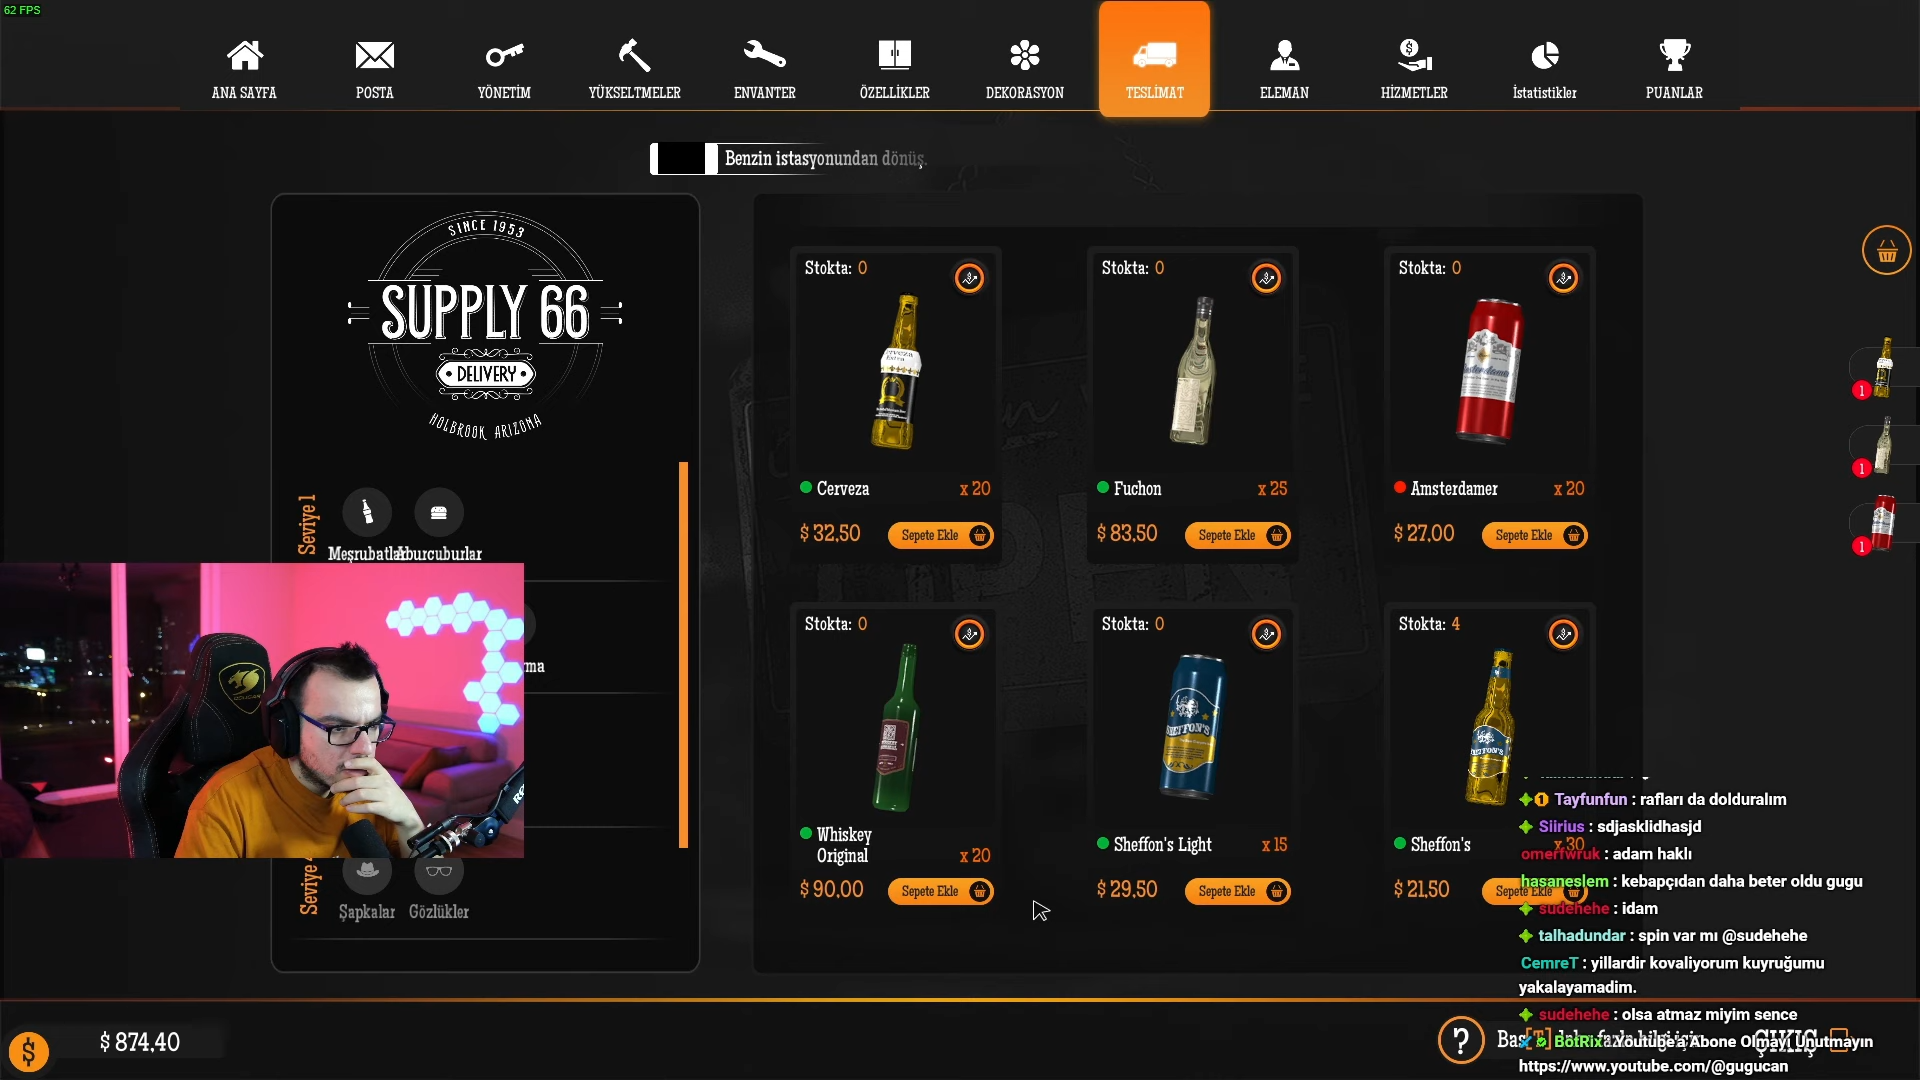 62 FPS
ANA SAYFA
POSTA
YÖNETİM
YÜKSELTMELER
ENVANTER
ÖZELLİKLER
DEKORASYON
TESLİMAT
ELEMAN
HİZMETLER
İstatistikler
PUANLAR
Benzin istasyonundan dönüş.
SINCE 1953
SUPPLY 66
DELIVERY
HOLBROOK ARIZONA
Seviye 1
Meşrubatlar
Aburcuburlar
Şapkalar
Gözlükler
Stokta: 0
Cerveza
x 20
$ 32,50
Sepete Ekle
Stokta: 0
Fuchon
x 25
$ 83,50
Sepete Ekle
Stokta: 0
Amsterdamer
x 20
$ 27,00
Sepete Ekle
Stokta: 0
Whiskey
Original
x 20
$ 90,00
Sepete Ekle
Stokta: 0
Sheffon's Light
x 15
$ 29,50
Sepete Ekle
Stokta: 4
Sheffon's
x 30
$ 21,50
Sepete Ekle
1
1
1
Tayfunfun : rafları da dolduralım
Siirius : sdjasklidhasjd
omerfwruk : adam haklı
hasaneslem : kebapçıdan daha beter oldu gugu
sudehehe : idam
talhadundar : spin var mı @sudehehe
CemreT : yillardir kovaliyorum kuyruğumu
yakalayamadim.
sudehehe : olsa atmaz miyim sence
BotRix : Youtube'a Abone Olmayı Unutmayın
https://www.youtube.com/@gugucan
$ 874,40
ÇIKIŞ